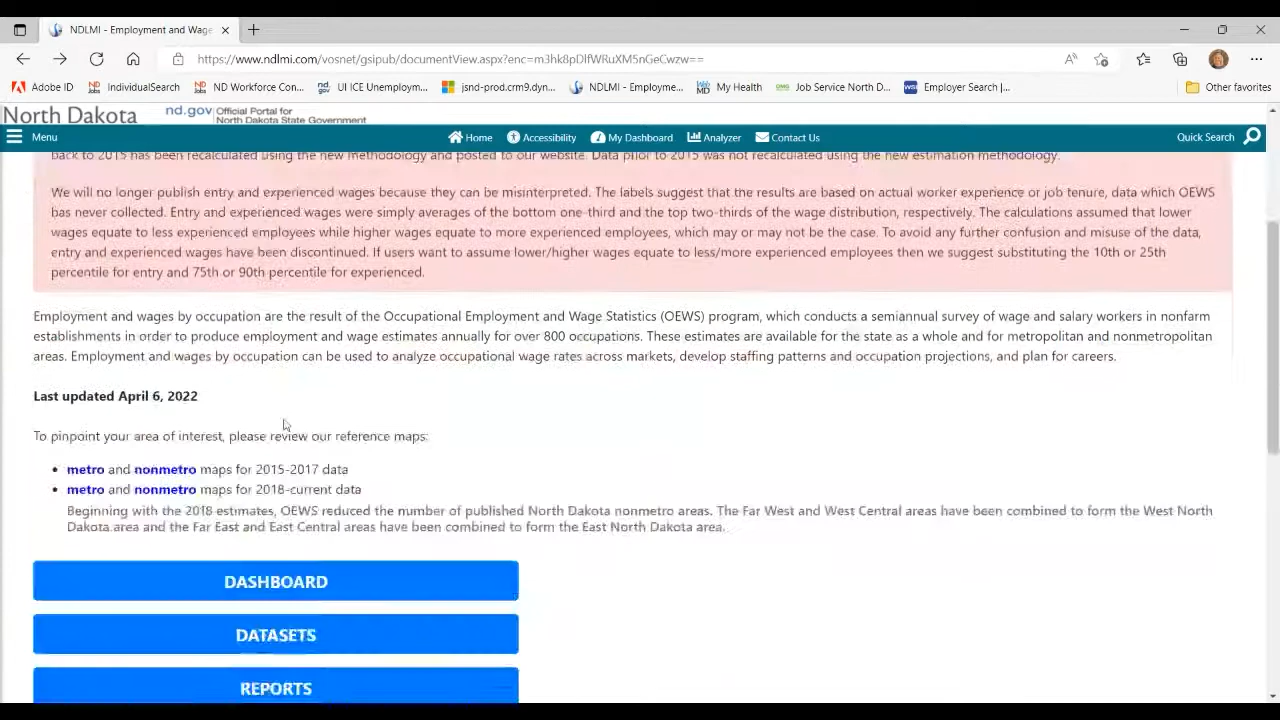 NDLMI - Employment and Wage
https://www.ndlmi.com/vosnet/gsipub/documentView.aspx?enc=m3hk8pDlfWRuXM5nGeCwzw==
Adobe ID
IndividualSearch
ND Workforce Con...
UI ICE Unemploym...
jsnd-prod.crm9.dyn...
NDLMI - Employme...
My Health
Job Service North D...
Employer Search |...
Other favorites
North Dakota
nd.gov
Official Portal for
North Dakota State Government
Menu
Home
Accessibility
My Dashboard
Analyzer
Contact Us
Quick Search
back to 2015 has been recalculated using the new methodology and posted to our website. Data prior to 2015 was not recalculated using the new estimation methodology.
We will no longer publish entry and experienced wages because they can be misinterpreted. The labels suggest that the results are based on actual worker experience or job tenure, data which OEWS
has never collected. Entry and experienced wages were simply averages of the bottom one-third and the top two-thirds of the wage distribution, respectively. The calculations assumed that lower
wages equate to less experienced employees while higher wages equate to more experienced employees, which may or may not be the case. To avoid any further confusion and misuse of the data,
entry and experienced wages have been discontinued. If users want to assume lower/higher wages equate to less/more experienced employees then we suggest substituting the 10th or 25th
percentile for entry and 75th or 90th percentile for experienced.
Employment and wages by occupation are the result of the Occupational Employment and Wage Statistics (OEWS) program, which conducts a semiannual survey of wage and salary workers in nonfarm
establishments in order to produce employment and wage estimates annually for over 800 occupations. These estimates are available for the state as a whole and for metropolitan and nonmetropolitan
areas. Employment and wages by occupation can be used to analyze occupational wage rates across markets, develop staffing patterns and occupation projections, and plan for careers.
Last updated April 6, 2022
To pinpoint your area of interest, please review our reference maps:
• metro and nonmetro maps for 2015-2017 data
• metro and nonmetro maps for 2018-current data
Beginning with the 2018 estimates, OEWS reduced the number of published North Dakota nonmetro areas. The Far West and West Central areas have been combined to form the West North
Dakota area and the Far East and East Central areas have been combined to form the East North Dakota area.
DASHBOARD
DATASETS
REPORTS